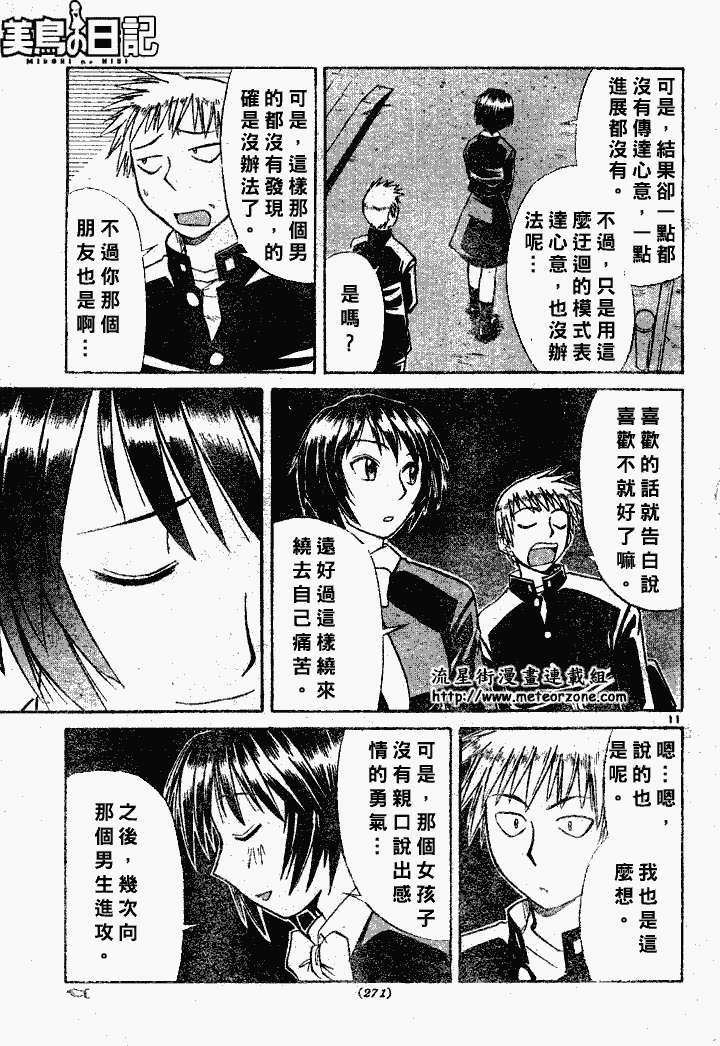 美鳥の日記
MIDORI no HIBI
可是，結果卻一點都
沒有傳達心意，一點
進展都沒有。
不過，只是用這
麼迂迴的模式表
達心意，也沒辦
法呢…
是嗎？
可是，這樣那個男
的都沒有發現，的
確是沒辦法了。
不過你那個
朋友也是啊…
喜歡的話就告白說
喜歡不就好了嘛。
遠好過這樣繞來
繞去自己痛苦。
流星街漫畫連載組
http://www.meteorzone.com
11
嗯…嗯，
說的也
是呢。
我也是這
麼想。
可是，那個女孩子
沒有親口說出感
情的勇氣…
之後，幾次向
那個男生進攻。
(271)